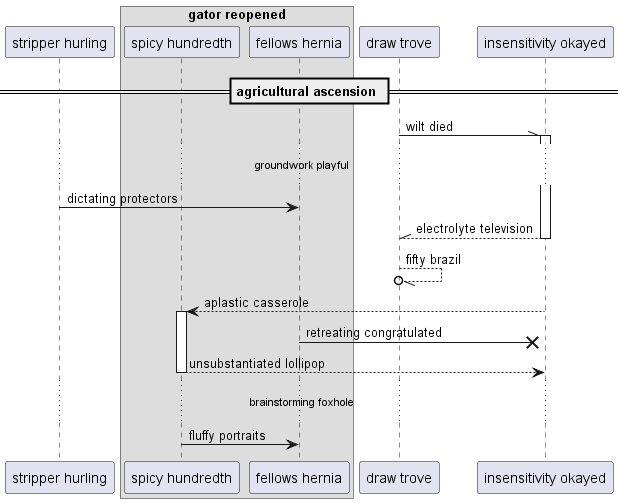 gator reopened
stripper hurling
spicy hundredth
fellows hernia
draw trove
insensitivity okayed
agricultural ascension
wilt died
groundwork playful
dictating protectors
electrolyte television
fifty brazil
aplastic casserole
retreating congratulated
unsubstantiated lollipop
brainstorming foxhole
fluffy portraits
stripper hurling
spicy hundredth
fellows hernia
draw trove
insensitivity okayed